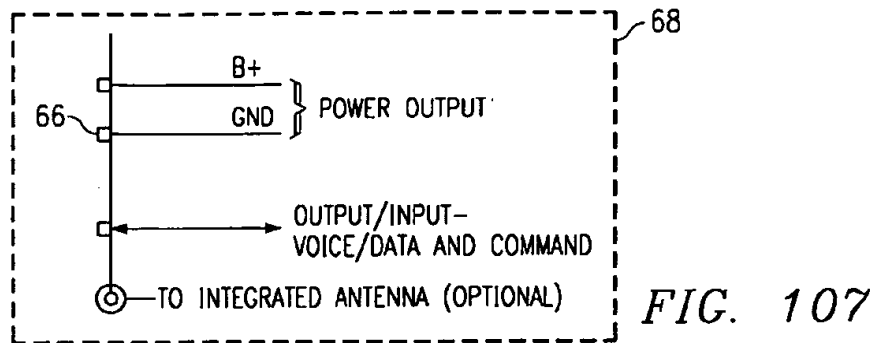 68
B+
POWER OUTPUT
66
GND
OUTPUT/INPUT–
VOICE/DATA AND COMMAND
TO INTEGRATED ANTENNA (OPTIONAL)
FIG. 107